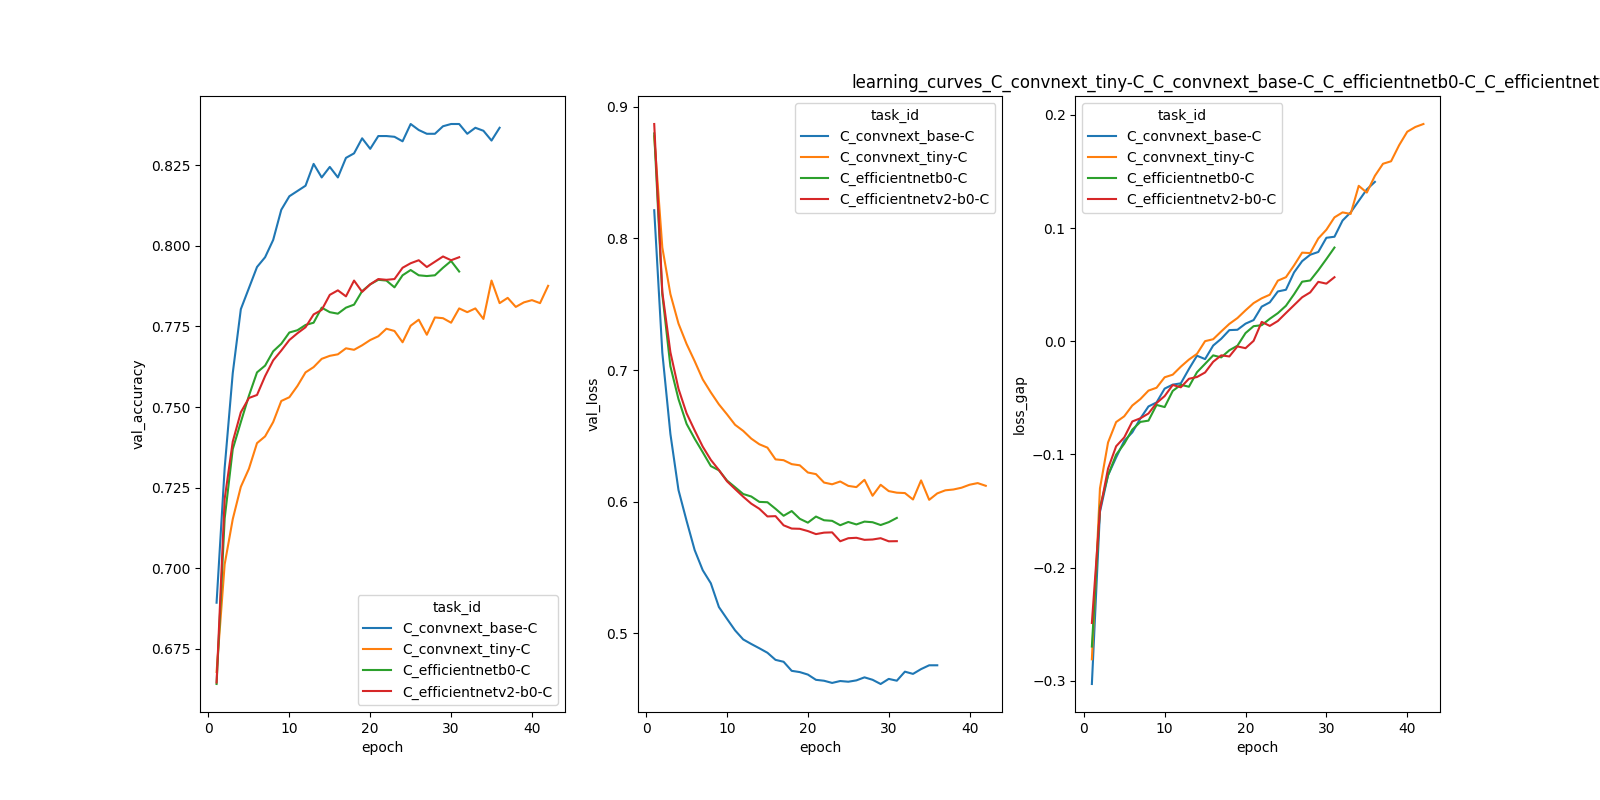 learning_curves_C_convnext_tiny-C_C_convnext_base-C_C_efficientnetb0-C_C_efficientnet
val_accuracy
0.825
0.800
0.775
0.750
0.725
0.700
0.675
task_id
C_convnext_base-C
C_convnext_tiny-C
C_efficientnetb0-C
C_efficientnetv2-b0-C
0 10 20 30 40
epoch
val_loss
0.9
0.8
0.7
0.6
0.5
task_id
C_convnext_base-C
C_convnext_tiny-C
C_efficientnetb0-C
C_efficientnetv2-b0-C
0 10 20 30 40
epoch
loss_gap
0.2
0.1
0.0
−0.1
−0.2
−0.3
task_id
C_convnext_base-C
C_convnext_tiny-C
C_efficientnetb0-C
C_efficientnetv2-b0-C
0 10 20 30 40
epoch